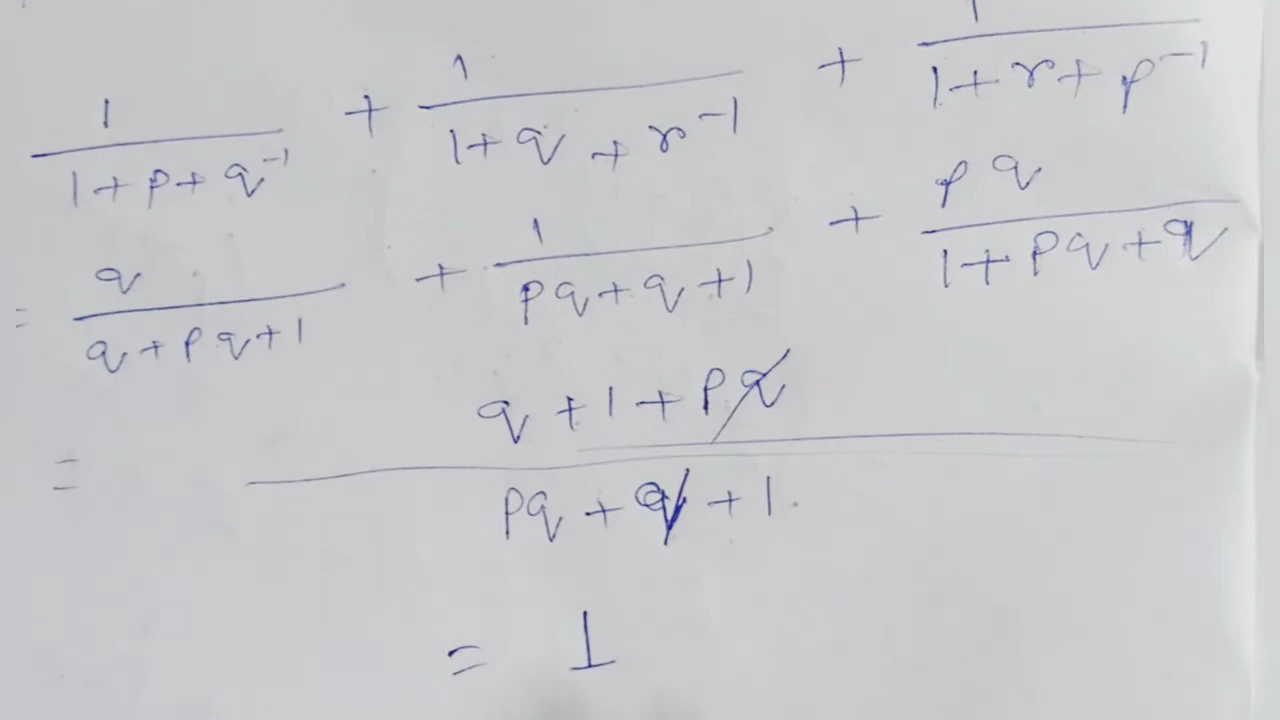 1/(1+p+q⁻¹) + 1/(1+q+r⁻¹) + 1/(1+r+p⁻¹)
= q/(q+pq+1) + 1/(pq+q+1) + pq/(1+pq+q)
= (q+1+pq)/(pq+q+1)
= 1